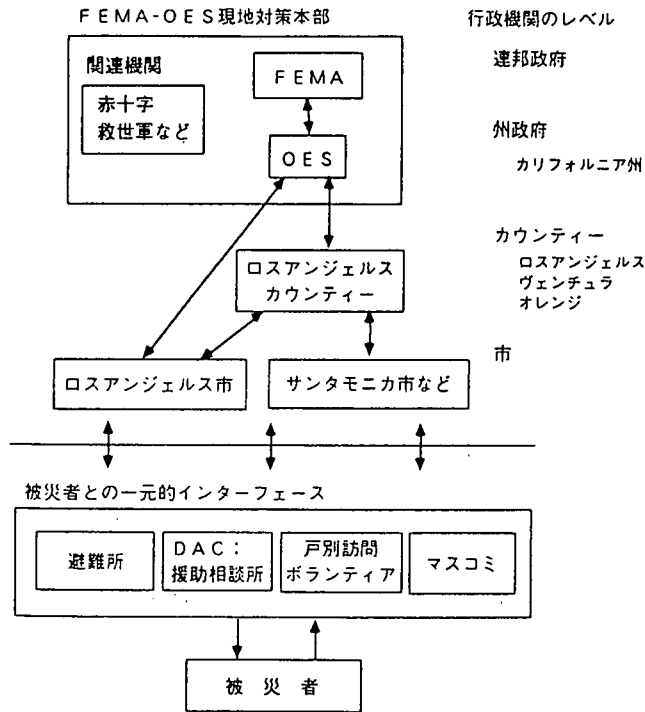 ＦＥＭＡ-ＯＥＳ現地対策本部
行政機関のレベル
関連機関
赤十字
救世軍など
ＦＥＭＡ
ＯＥＳ
連邦政府
州政府
カリフォルニア州
ロスアンジェルス
カウンティー
カウンティー
ロスアンジェルス
ヴェンチュラ
オレンジ
ロスアンジェルス市
サンタモニカ市など
市
被災者との一元的インターフェース
避難所
ＤＡＣ：
援助相談所
戸別訪問
ボランティア
マスコミ
被 災 者